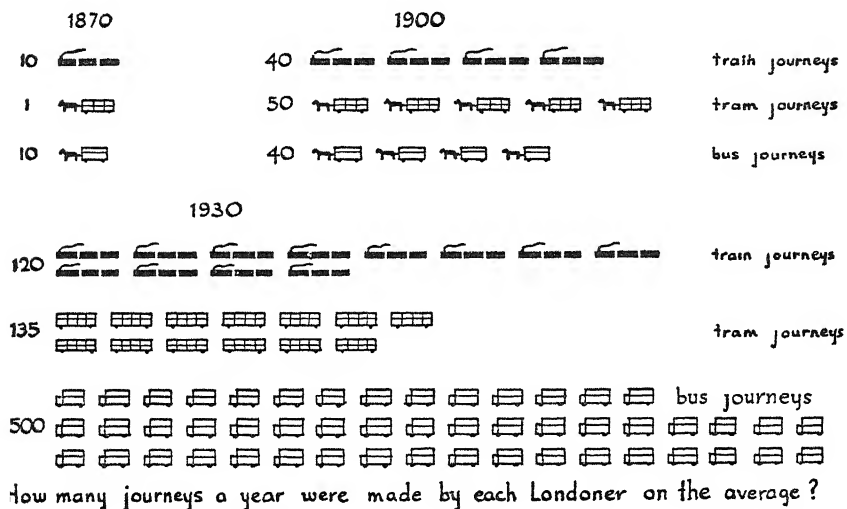 1870 1900
10 40 train journeys
1 50 tram journeys
10 40 bus journeys
1930
120 train journeys
135 tram journeys
bus journeys
500
How many journeys a year were made by each Londoner on the average?